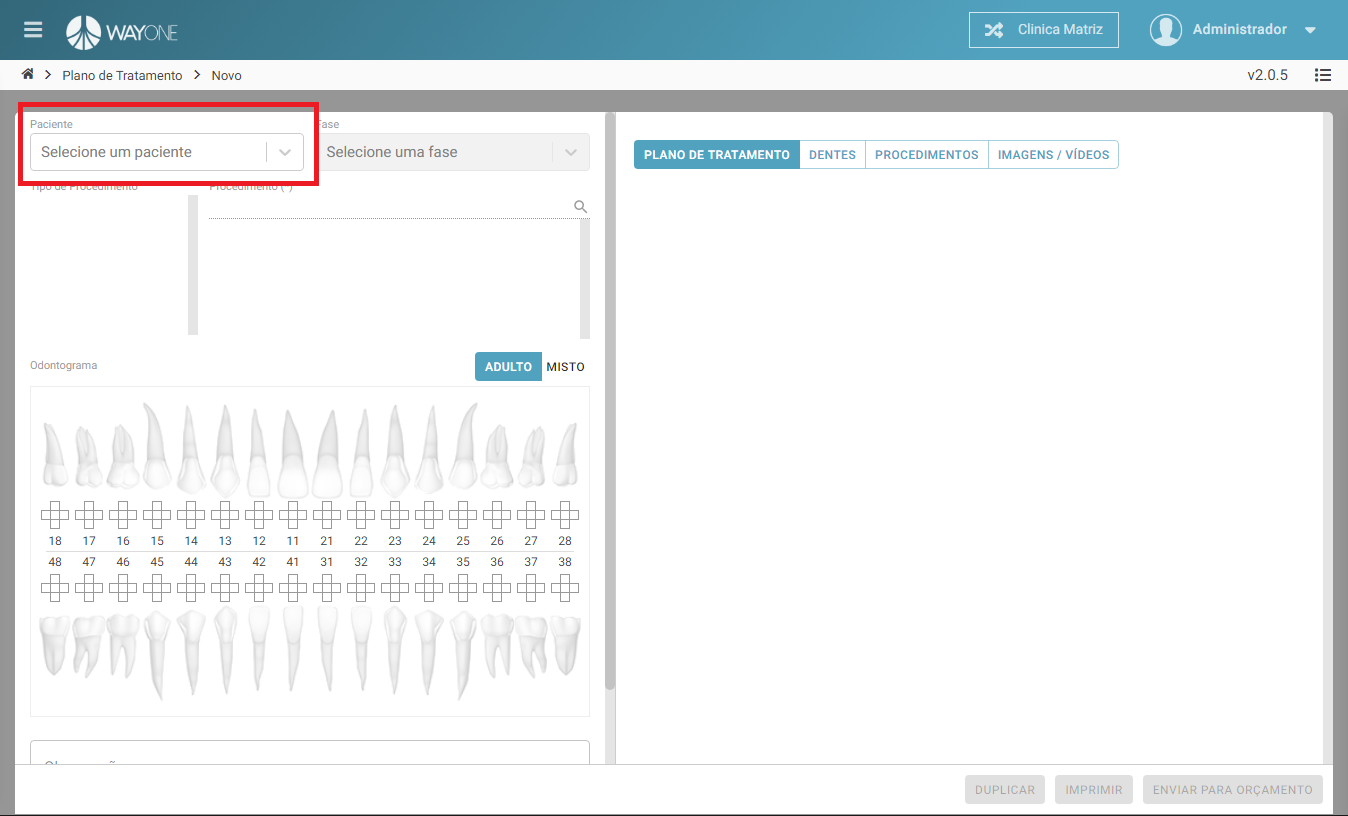 WAYONE
Clinica Matriz
Administrador
Plano de Tratamento
Novo
v2.0.5
Paciente
Fase
Selecione um paciente
Selecione uma fase
Tipo de Procedimento
Procedimento (*)
Odontograma
ADULTO
MISTO
18 17 16 15 14 13 12 11 21 22 23 24 25 26 27 28
48 47 46 45 44 43 42 41 31 32 33 34 35 36 37 38
PLANO DE TRATAMENTO
DENTES
PROCEDIMENTOS
IMAGENS / VÍDEOS
DUPLICAR
IMPRIMIR
ENVIAR PARA ORÇAMENTO